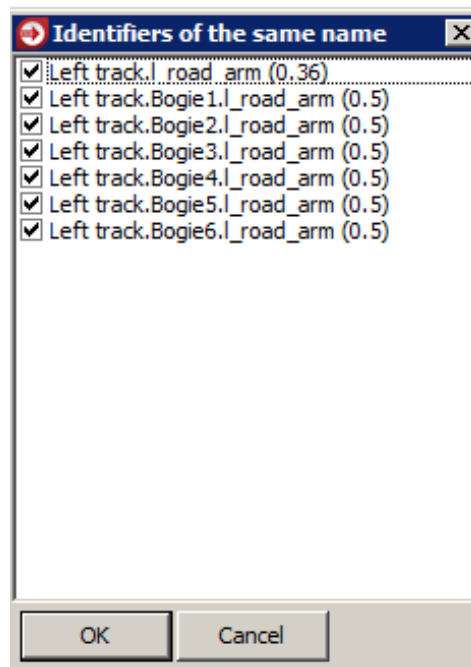 Identifiers of the same name
Left track.l_road_arm (0.36)
Left track.Bogie1.l_road_arm (0.5)
Left track.Bogie2.l_road_arm (0.5)
Left track.Bogie3.l_road_arm (0.5)
Left track.Bogie4.l_road_arm (0.5)
Left track.Bogie5.l_road_arm (0.5)
Left track.Bogie6.l_road_arm (0.5)
OK Cancel